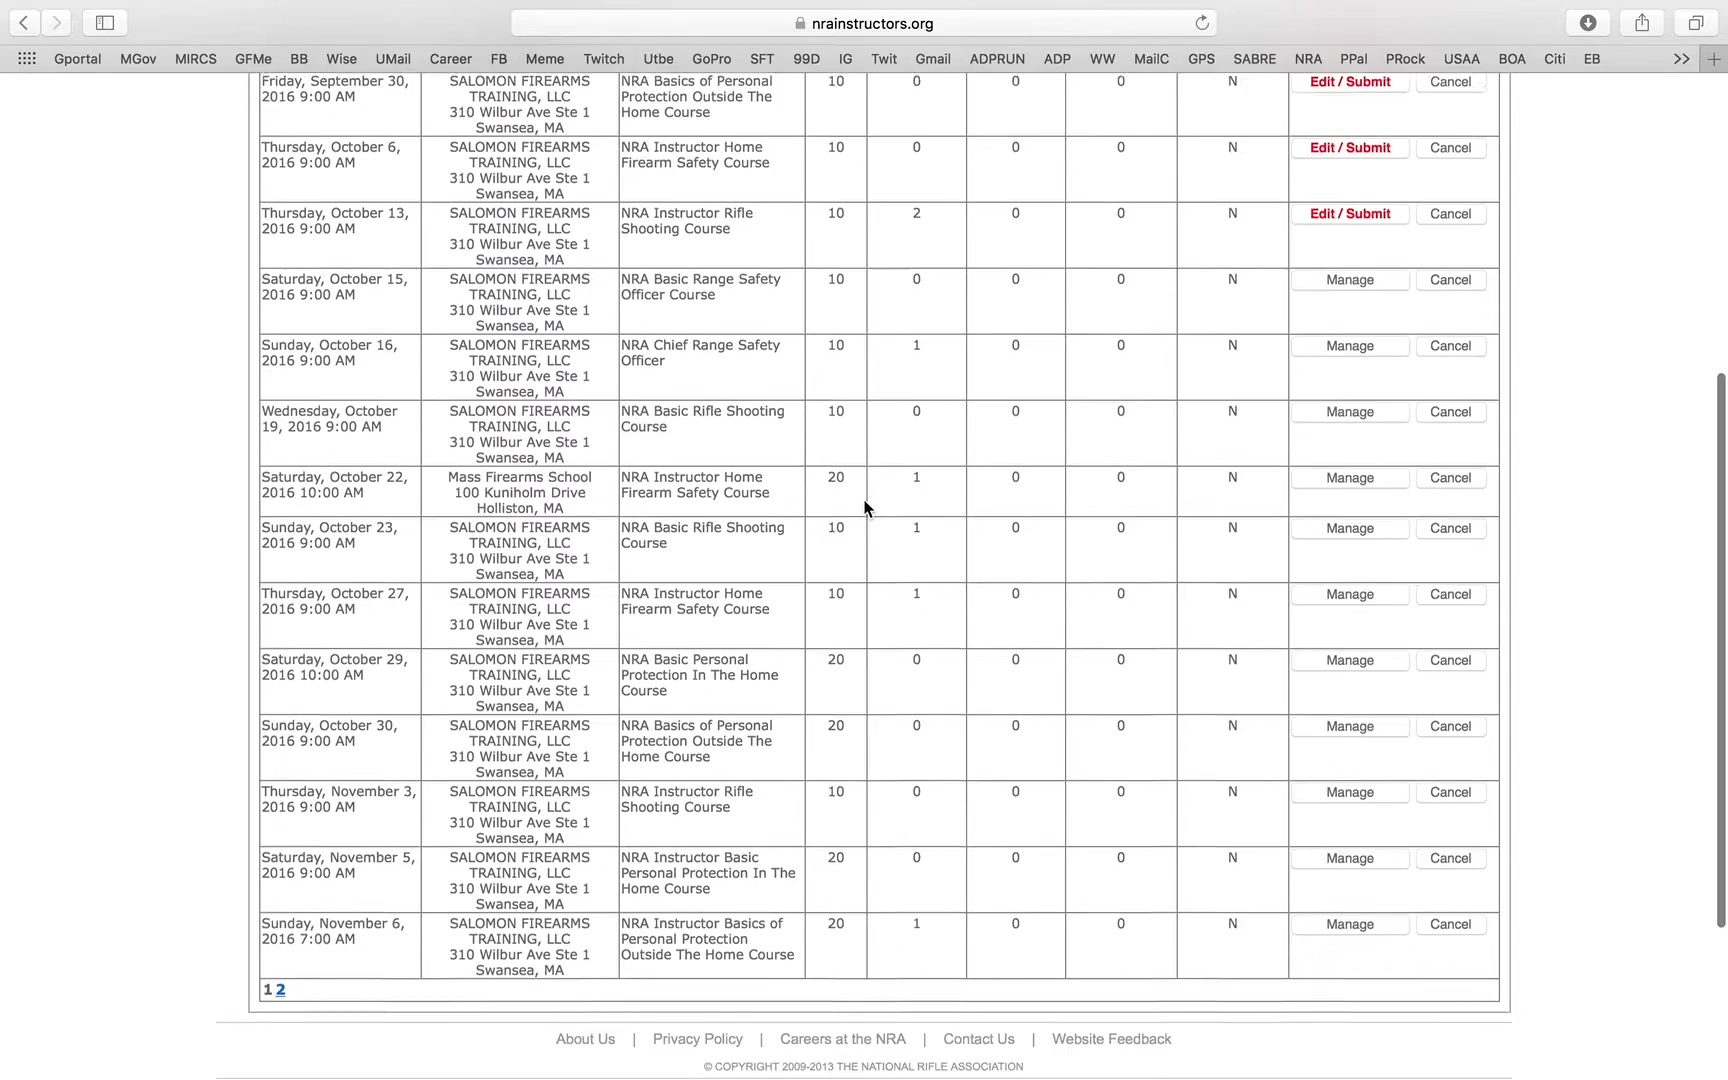 nrainstructors.org
Gportal MGov MIRCS GFMe BB Wise UMail Career FB Meme Twitch Utbe GoPro SFT 99D IG Twit Gmail ADPRUN ADP WW MailC GPS SABRE NRA PPal PRock USAA BOA Citi EB >> +
Friday, September 30, SALOMON FIREARMS NRA Basics of Personal 10 0 0 0 N Edit / Submit Cancel
2016 9:00 AM TRAINING, LLC Protection Outside The
310 Wilbur Ave Ste 1 Home Course
Swansea, MA
Thursday, October 6, SALOMON FIREARMS NRA Instructor Home 10 0 0 0 N Edit / Submit Cancel
2016 9:00 AM TRAINING, LLC Firearm Safety Course
310 Wilbur Ave Ste 1
Swansea, MA
Thursday, October 13, SALOMON FIREARMS NRA Instructor Rifle 10 2 0 0 N Edit / Submit Cancel
2016 9:00 AM TRAINING, LLC Shooting Course
310 Wilbur Ave Ste 1
Swansea, MA
Saturday, October 15, SALOMON FIREARMS NRA Basic Range Safety 10 0 0 0 N Manage Cancel
2016 9:00 AM TRAINING, LLC Officer Course
310 Wilbur Ave Ste 1
Swansea, MA
Sunday, October 16, SALOMON FIREARMS NRA Chief Range Safety 10 1 0 0 N Manage Cancel
2016 9:00 AM TRAINING, LLC Officer
310 Wilbur Ave Ste 1
Swansea, MA
Wednesday, October SALOMON FIREARMS NRA Basic Rifle Shooting 10 0 0 0 N Manage Cancel
19, 2016 9:00 AM TRAINING, LLC Course
310 Wilbur Ave Ste 1
Swansea, MA
Saturday, October 22, Mass Firearms School NRA Instructor Home 20 1 0 0 N Manage Cancel
2016 10:00 AM 100 Kuniholm Drive Firearm Safety Course
Holliston, MA
Sunday, October 23, SALOMON FIREARMS NRA Basic Rifle Shooting 10 1 0 0 N Manage Cancel
2016 9:00 AM TRAINING, LLC Course
310 Wilbur Ave Ste 1
Swansea, MA
Thursday, October 27, SALOMON FIREARMS NRA Instructor Home 10 1 0 0 N Manage Cancel
2016 9:00 AM TRAINING, LLC Firearm Safety Course
310 Wilbur Ave Ste 1
Swansea, MA
Saturday, October 29, SALOMON FIREARMS NRA Basic Personal 20 0 0 0 N Manage Cancel
2016 10:00 AM TRAINING, LLC Protection In The Home
310 Wilbur Ave Ste 1 Course
Swansea, MA
Sunday, October 30, SALOMON FIREARMS NRA Basics of Personal 20 0 0 0 N Manage Cancel
2016 9:00 AM TRAINING, LLC Protection Outside The
310 Wilbur Ave Ste 1 Home Course
Swansea, MA
Thursday, November 3, SALOMON FIREARMS NRA Instructor Rifle 10 0 0 0 N Manage Cancel
2016 9:00 AM TRAINING, LLC Shooting Course
310 Wilbur Ave Ste 1
Swansea, MA
Saturday, November 5, SALOMON FIREARMS NRA Instructor Basic 20 0 0 0 N Manage Cancel
2016 9:00 AM TRAINING, LLC Personal Protection In The
310 Wilbur Ave Ste 1 Home Course
Swansea, MA
Sunday, November 6, SALOMON FIREARMS NRA Instructor Basics of 20 1 0 0 N Manage Cancel
2016 7:00 AM TRAINING, LLC Personal Protection
310 Wilbur Ave Ste 1 Outside The Home Course
Swansea, MA
1 2
About Us | Privacy Policy | Careers at the NRA | Contact Us | Website Feedback
© COPYRIGHT 2009-2013 THE NATIONAL RIFLE ASSOCIATION